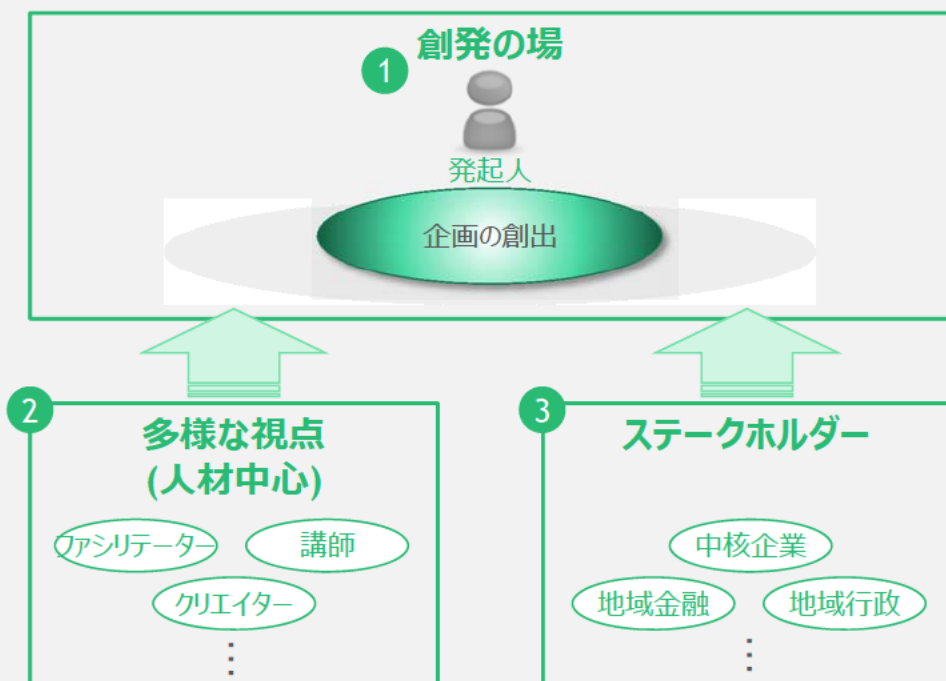 1
創発の場
発起人
企画の創出
2
多様な視点
(人材中心)
ファシリテーター
講師
クリエイター
⋮
3
ステークホルダー
中核企業
地域金融
地域行政
⋮